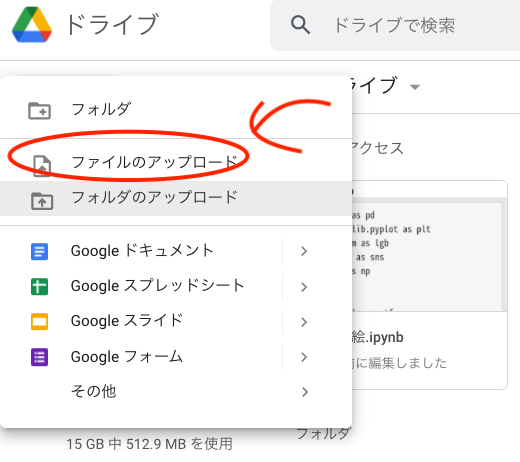 ドライブ
ドライブで検索
フォルダ
ライブ
アクセス
ファイルのアップロード
フォルダのアップロード
as pd
lib.pyplot as plt
m as lgb
as sns
s np
Google ドキュメント
Google スプレッドシート
Google スライド
Google フォーム
絵.ipynb
前に編集しました
その他
フォルダ
15 GB 中 512.9 MB を使用